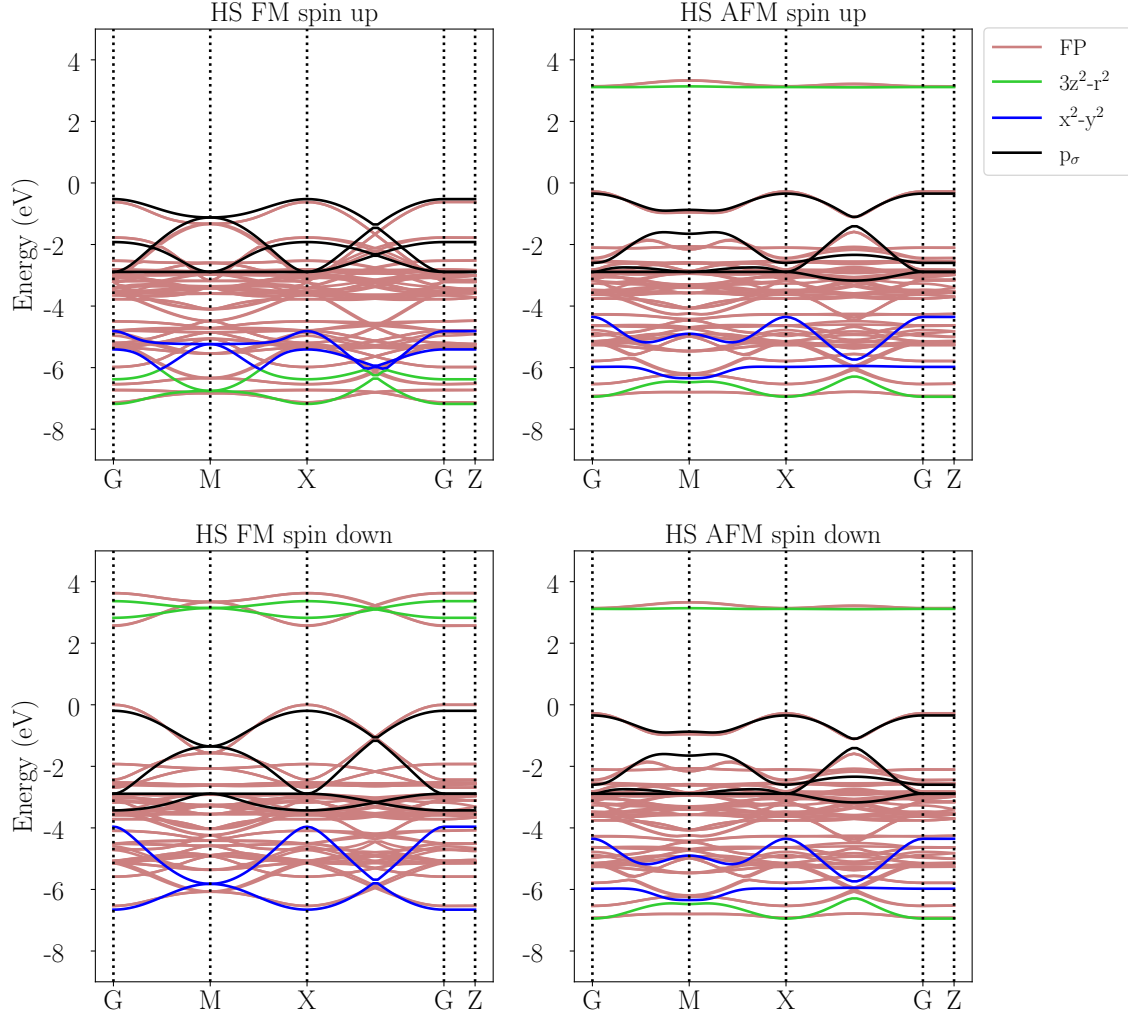 HS FM spin up
Energy (eV)
4
2
0
-2
-4
-6
-8
G M X G Z
HS AFM spin up
4
2
0
-2
-4
-6
-8
G M X G Z
FP
3z²-r²
x²-y²
pσ
HS FM spin down
Energy (eV)
4
2
0
-2
-4
-6
-8
G M X G Z
HS AFM spin down
4
2
0
-2
-4
-6
-8
G M X G Z